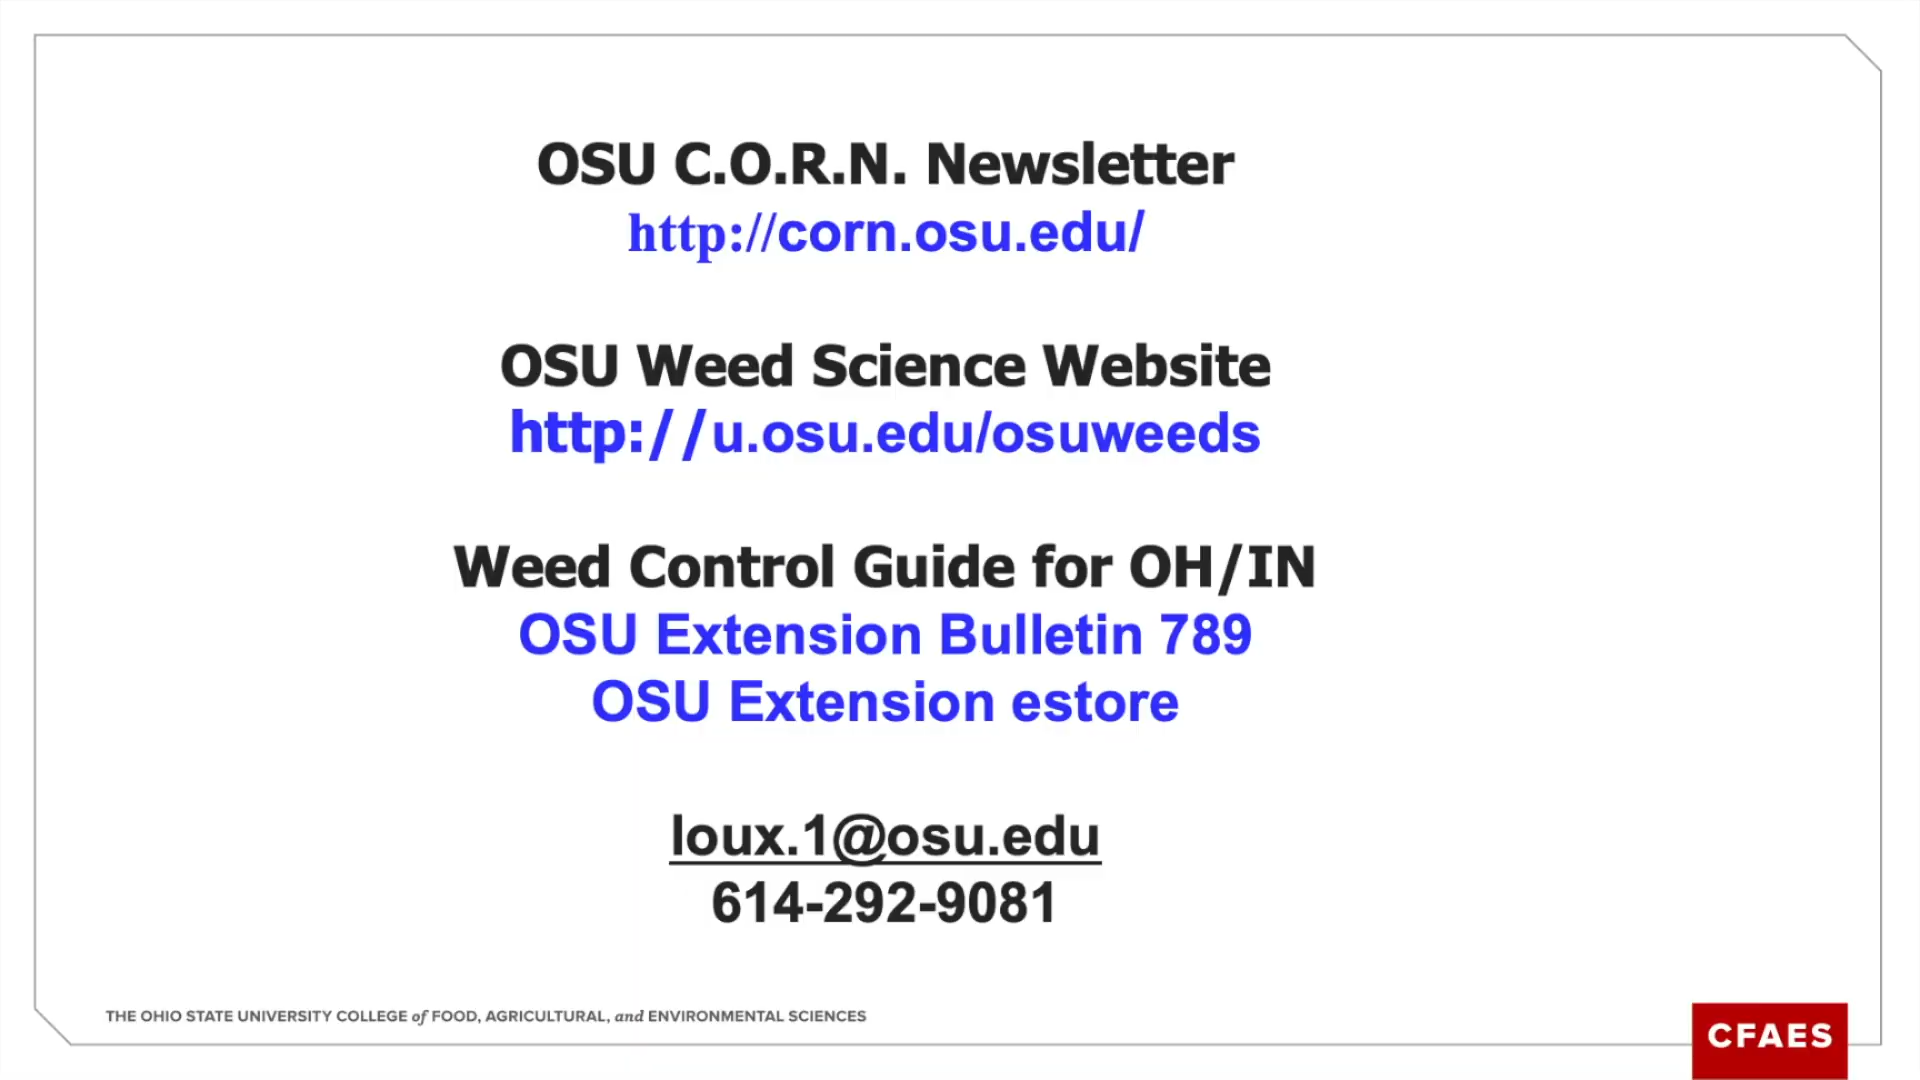 OSU C.O.R.N. Newsletter
http://corn.osu.edu/
OSU Weed Science Website
http://u.osu.edu/osuweeds
Weed Control Guide for OH/IN
OSU Extension Bulletin 789
OSU Extension estore
loux.1@osu.edu
614-292-9081
THE OHIO STATE UNIVERSITY COLLEGE of FOOD, AGRICULTURAL, and ENVIRONMENTAL SCIENCES
CFAES